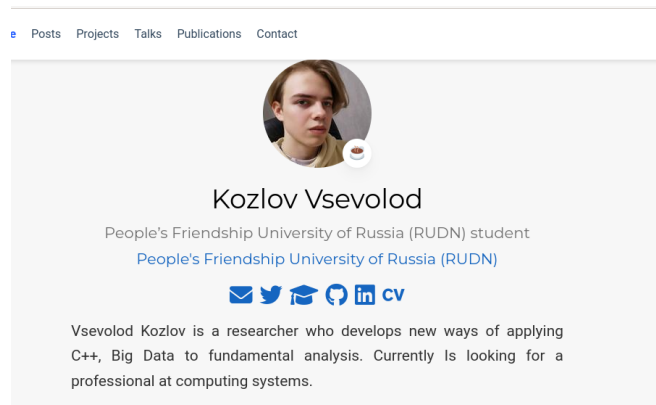 e Posts Projects Talks Publications Contact
Kozlov Vsevolod
People's Friendship University of Russia (RUDN) student
People's Friendship University of Russia (RUDN)
CV
Vsevolod Kozlov is a researcher who develops new ways of applying
C++, Big Data to fundamental analysis. Currently Is looking for a
professional at computing systems.